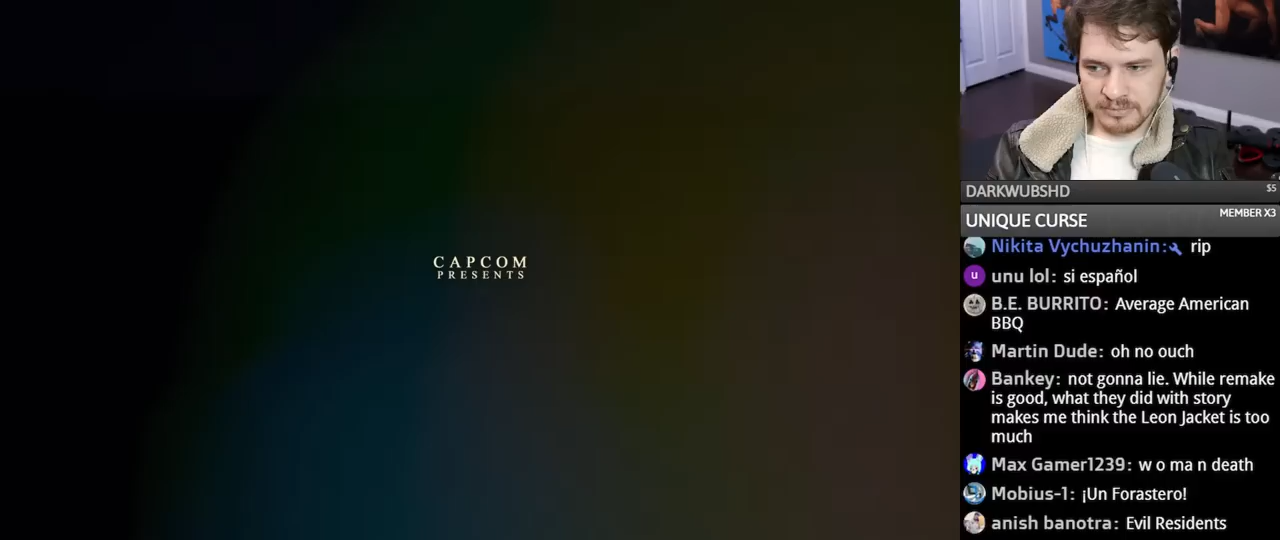 CAPCOM
PRESENTS
DARKWUBSHD
$5
UNIQUE CURSE
MEMBER X3
Nikita Vychuzhanin: rip
u unu lol: si español
B.E. BURRITO: Average American
BBQ
Martin Dude: oh no ouch
Bankey: not gonna lie. While remake
is good, what they did with story
makes me think the Leon Jacket is too
much
Max Gamer1239: w o ma n death
Mobius-1: ¡Un Forastero!
anish banotra: Evil Residents